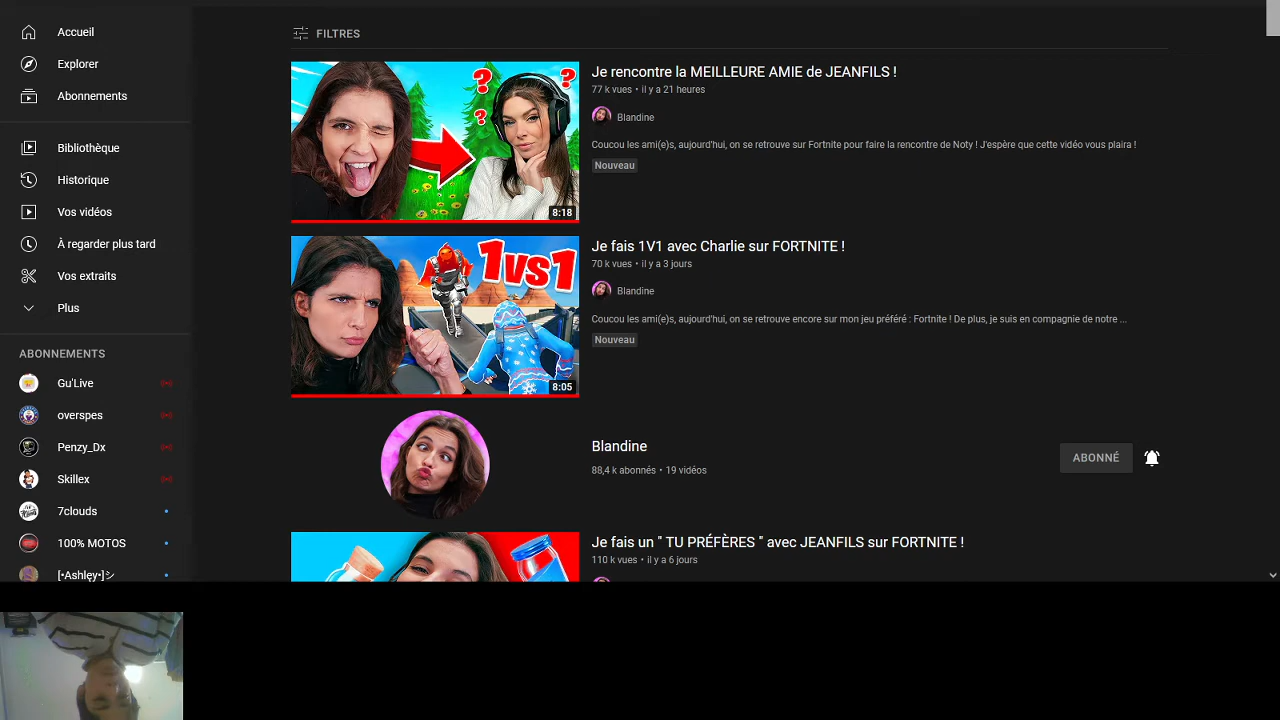 Accueil
Explorer
Abonnements
Bibliothèque
Historique
Vos vidéos
À regarder plus tard
Vos extraits
Plus
ABONNEMENTS
Gu'Live
overspes
Penzy_Dx
Skillex
7clouds
100% MOTOS
[•Ashley•]シ
FILTRES
? ? ?
8:18
Je rencontre la MEILLEURE AMIE de JEANFILS !
77 k vues • il y a 21 heures
Blandine
Coucou les ami(e)s, aujourd'hui, on se retrouve sur Fortnite pour faire la rencontre de Noty ! J'espère que cette vidéo vous plaira !
Nouveau
1vs1
8:05
Je fais 1V1 avec Charlie sur FORTNITE !
70 k vues • il y a 3 jours
Blandine
Coucou les ami(e)s, aujourd'hui, on se retrouve encore sur mon jeu préféré : Fortnite ! De plus, je suis en compagnie de notre ...
Nouveau
Blandine
88,4 k abonnés • 19 vidéos
ABONNÉ
Je fais un " TU PRÉFÈRES " avec JEANFILS sur FORTNITE !
110 k vues • il y a 6 jours